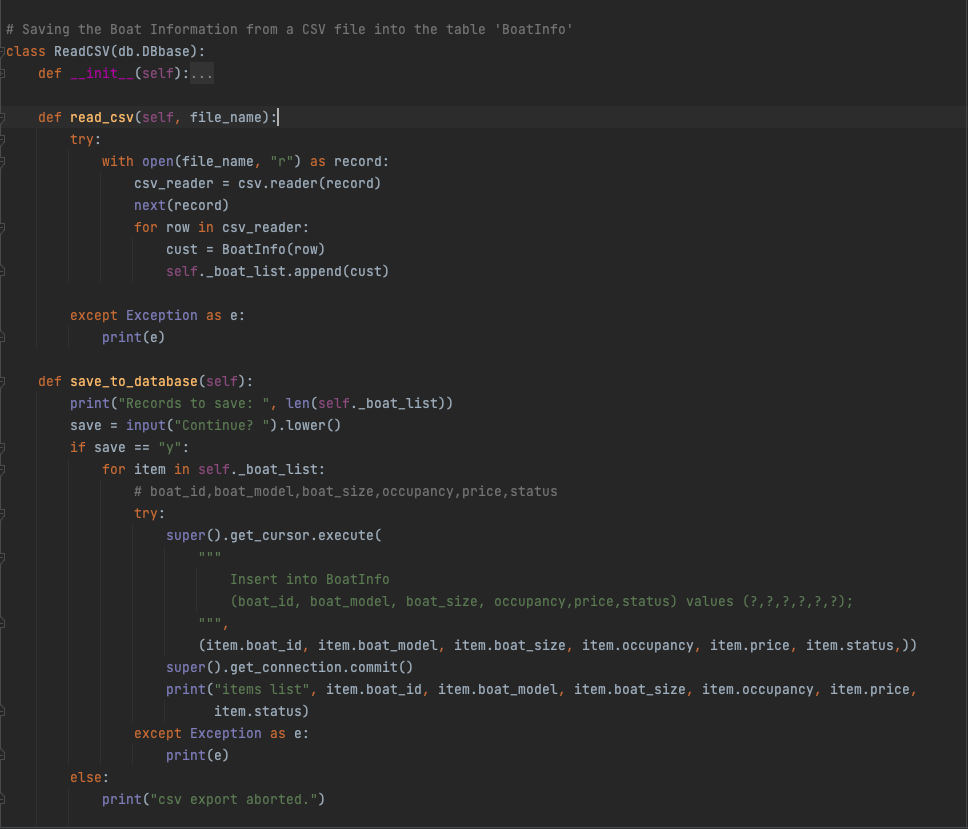 # Saving the Boat Information from a CSV file into the table 'BoatInfo'
class ReadCSV(db.DBbase):
    def __init__(self):...
    def read_csv(self, file_name):
        try:
            with open(file_name, "r") as record:
                csv_reader = csv.reader(record)
                next(record)
                for row in csv_reader:
                    cust = BoatInfo(row)
                    self._boat_list.append(cust)
        except Exception as e:
            print(e)
    def save_to_database(self):
        print("Records to save: ", len(self._boat_list))
        save = input("Continue? ").lower()
        if save == "y":
            for item in self._boat_list:
                # boat_id,boat_model,boat_size,occupancy,price,status
                try:
                    super().get_cursor.execute(
                        """
                            Insert into BoatInfo
                            (boat_id, boat_model, boat_size, occupancy,price,status) values (?,?,?,?,?,?);
                        """,
                        (item.boat_id, item.boat_model, item.boat_size, item.occupancy, item.price, item.status,))
                    super().get_connection.commit()
                    print("items list", item.boat_id, item.boat_model, item.boat_size, item.occupancy, item.price,
                          item.status)
                except Exception as e:
                    print(e)
        else:
            print("csv export aborted.")